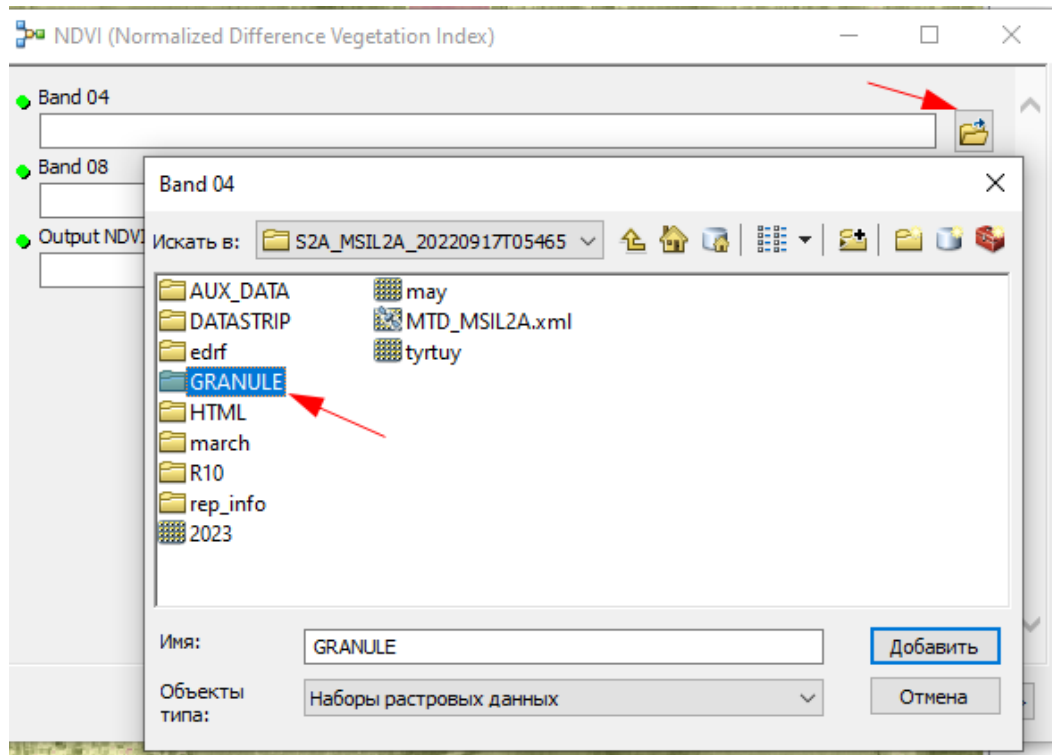 NDVI (Normalized Difference Vegetation Index)
Band 04
Band 08
Output NDVI
Band 04
Искать в: S2A_MSIL2A_20220917T05465
AUX_DATA
DATASTRIP
edrf
GRANULE
HTML
march
R10
rep_info
2023
may
MTD_MSIL2A.xml
tyrtuy
Имя: GRANULE
Добавить
Объекты типа: Наборы растровых данных
Отмена